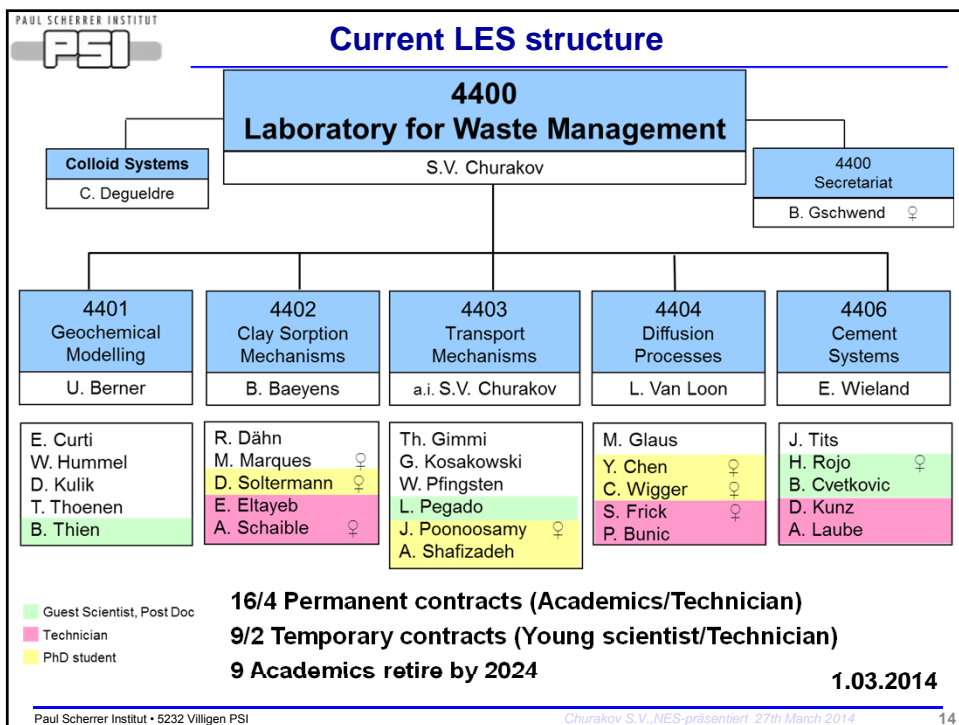 PAUL SCHERRER INSTITUT
PSI
Current LES structure
4400
Laboratory for Waste Management
S.V. Churakov
Colloid Systems
C. Degueldre
4400
Secretariat
B. Gschwend ♀
4401
Geochemical
Modelling
U. Berner
4402
Clay Sorption
Mechanisms
B. Baeyens
4403
Transport
Mechanisms
a.i. S.V. Churakov
4404
Diffusion
Processes
L. Van Loon
4406
Cement
Systems
E. Wieland
E. Curti
W. Hummel
D. Kulik
T. Thoenen
B. Thien
R. Dähn
M. Marques ♀
D. Soltermann ♀
E. Eltayeb
A. Schaible ♀
Th. Gimmi
G. Kosakowski
W. Pfingsten
L. Pegado
J. Poonoosamy ♀
A. Shafizadeh
M. Glaus
Y. Chen ♀
C. Wigger ♀
S. Frick ♀
P. Bunic
J. Tits
H. Rojo ♀
B. Cvetkovic
D. Kunz
A. Laube
Guest Scientist, Post Doc
Technician
PhD student
16/4 Permanent contracts (Academics/Technician)
9/2 Temporary contracts (Young scientist/Technician)
9 Academics retire by 2024
1.03.2014
Paul Scherrer Institut • 5232 Villigen PSI
Churakov S.V.,NES-präsentiert 27th March 2014
14